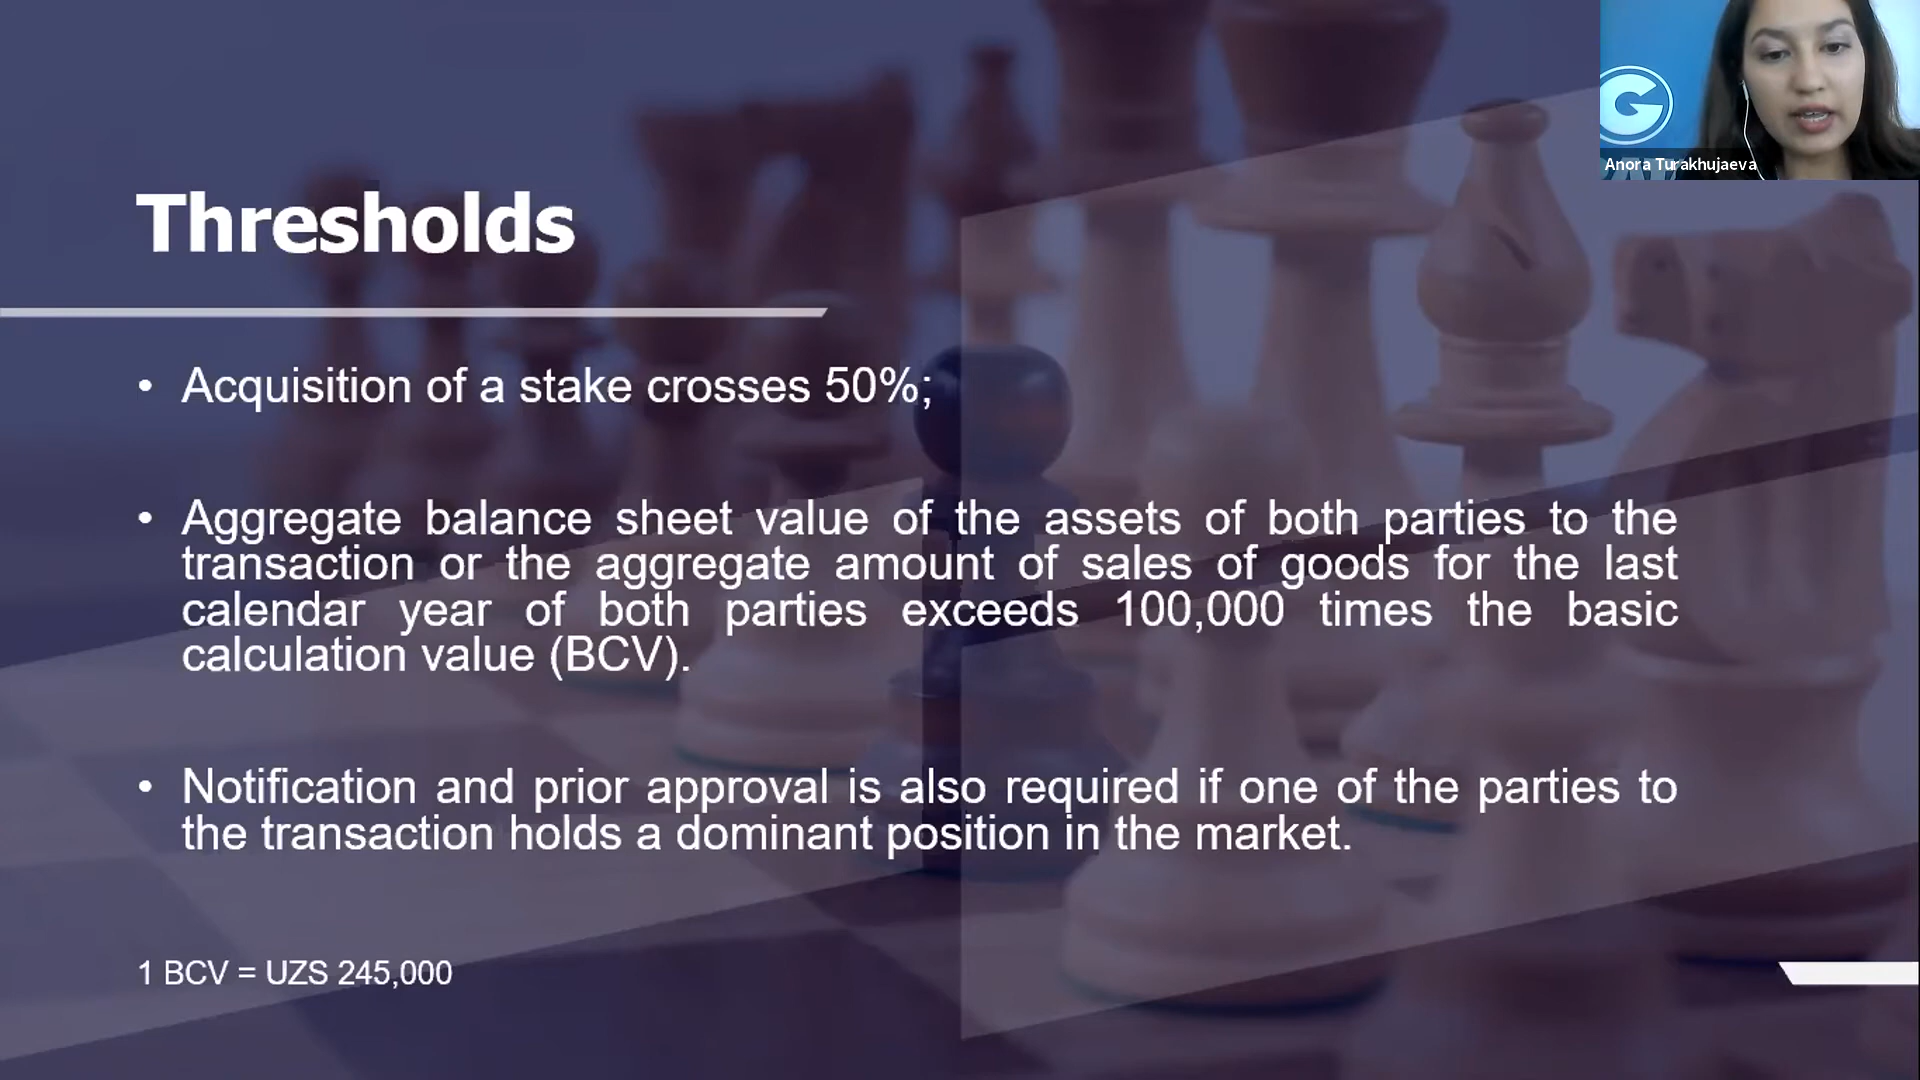 Thresholds
• Acquisition of a stake crosses 50%;
• Aggregate balance sheet value of the assets of both parties to the
transaction or the aggregate amount of sales of goods for the last
calendar year of both parties exceeds 100,000 times the basic
calculation value (BCV).
• Notification and prior approval is also required if one of the parties to
the transaction holds a dominant position in the market.
1 BCV = UZS 245,000
G
Anora Turakhujaeva